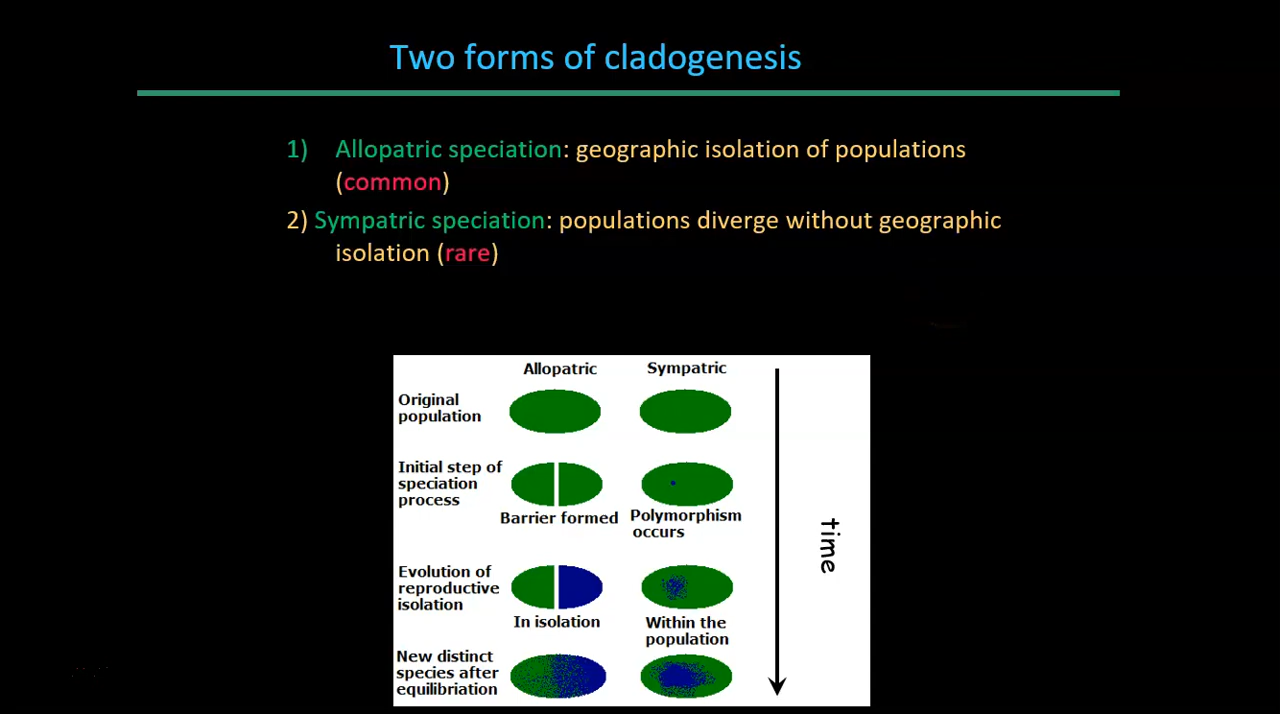 Two forms of cladogenesis
1) Allopatric speciation: geographic isolation of populations
(common)
2) Sympatric speciation: populations diverge without geographic
isolation (rare)
Allopatric Sympatric
Original
population
Initial step of
speciation
process
Barrier formed
Polymorphism
occurs
Evolution of
reproductive
isolation
In isolation
Within the
population
New distinct
species after
equilibriation
time